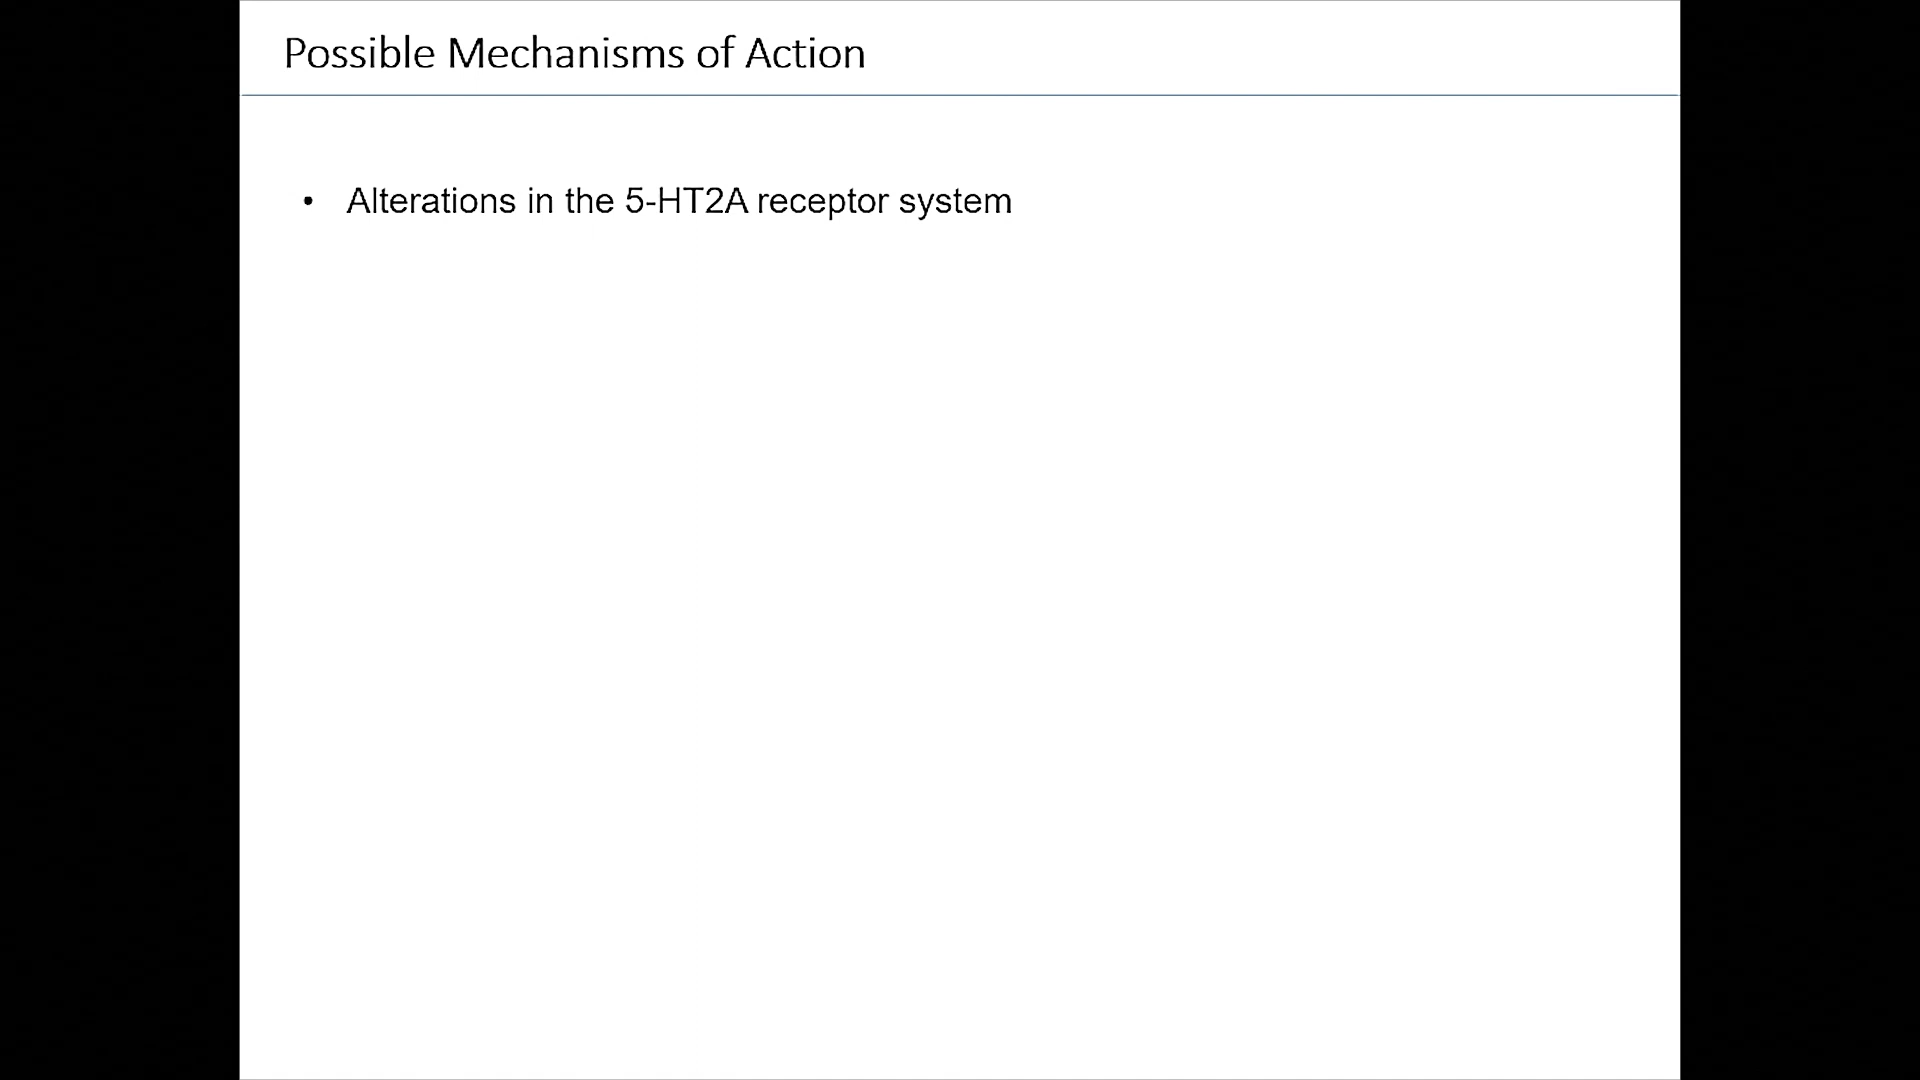 Possible Mechanisms of Action
• Alterations in the 5-HT2A receptor system